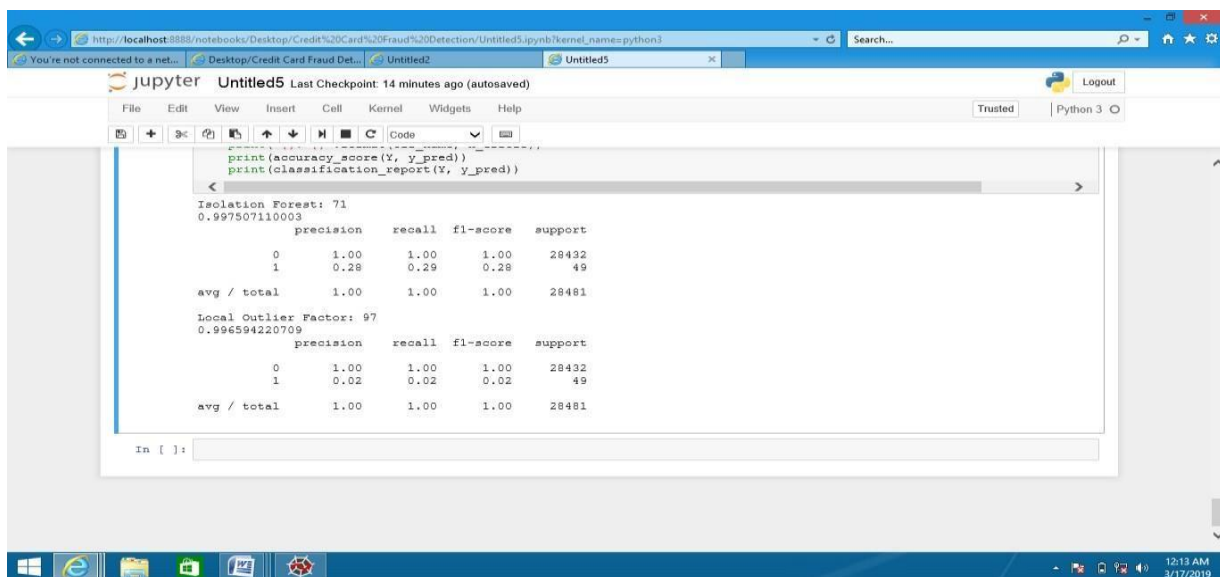 http://localhost:8888/notebooks/Desktop/Credit%20Card%20Fraud%20Detection/Untitled5.ipynb?kernel_name=python3
Search...
You're not connected to a net...
Desktop/Credit Card Fraud Det...
Untitled2
Untitled5
jupyter Untitled5 Last Checkpoint: 14 minutes ago (autosaved)
Logout
File Edit View Insert Cell Kernel Widgets Help
Trusted
Python 3
Code
print(accuracy_score(Y, y_pred))
print(classification_report(Y, y_pred))
Isolation Forest: 71
0.997507110003
precision recall f1-score support
0 1.00 1.00 1.00 28432
1 0.28 0.29 0.28 49
avg / total 1.00 1.00 1.00 28481
Local Outlier Factor: 97
0.996594220709
precision recall f1-score support
0 1.00 1.00 1.00 28432
1 0.02 0.02 0.02 49
avg / total 1.00 1.00 1.00 28481
In [ ]:
12:13 AM
3/17/2019